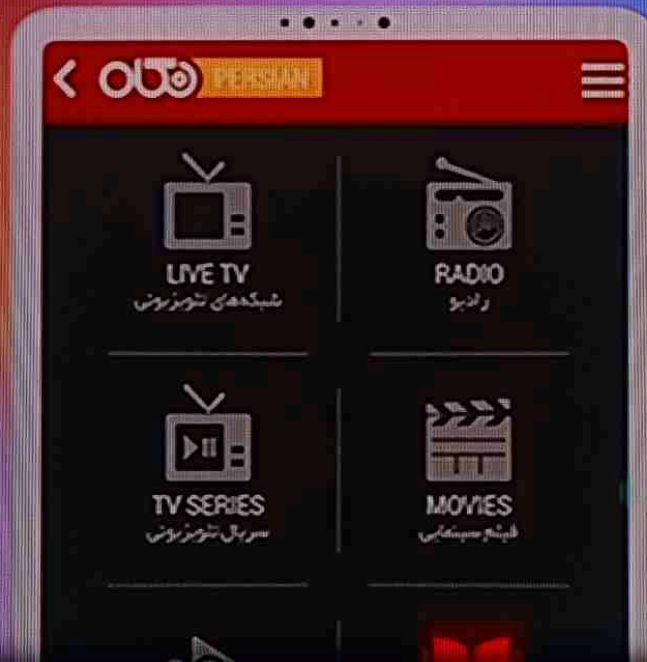 PERSIAN
LIVE TV
شبکه‌های تلویزیونی
RADIO
رادیو
TV SERIES
سریال تلویزیونی
MOVIES
فیلم سینمایی